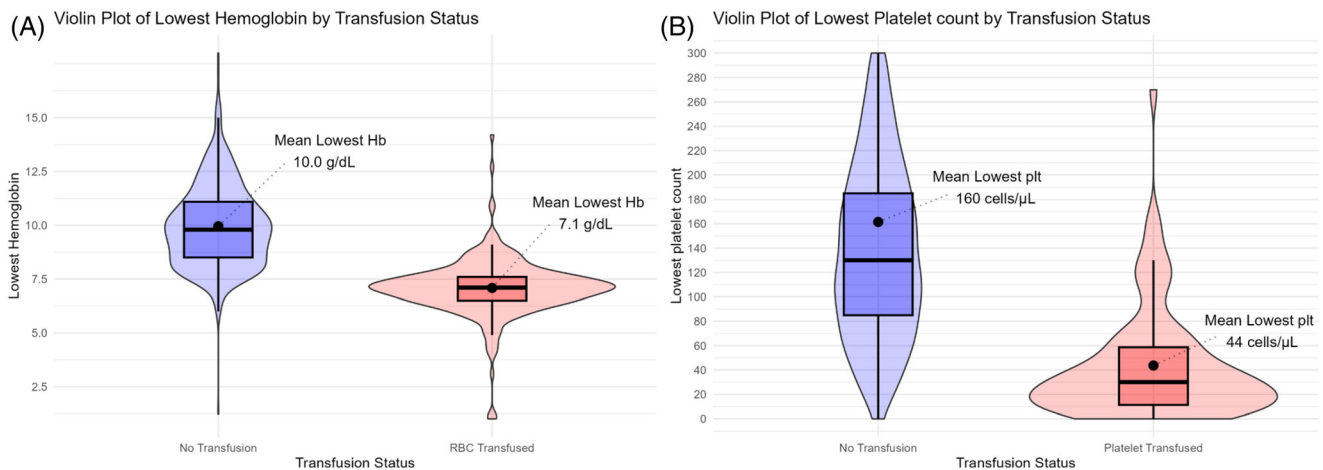 (A)
Violin Plot of Lowest Hemoglobin by Transfusion Status
Lowest Hemoglobin
15.0
12.5
10.0
7.5
5.0
2.5
Mean Lowest Hb
10.0 g/dL
Mean Lowest Hb
7.1 g/dL
No Transfusion
RBC Transfused
Transfusion Status
(B)
Violin Plot of Lowest Platelet count by Transfusion Status
Lowest platelet count
300
280
260
240
220
200
180
160
140
120
100
80
60
40
20
0
Mean Lowest plt
160 cells/µL
Mean Lowest plt
44 cells/µL
No Transfusion
Platelet Transfused
Transfusion Status